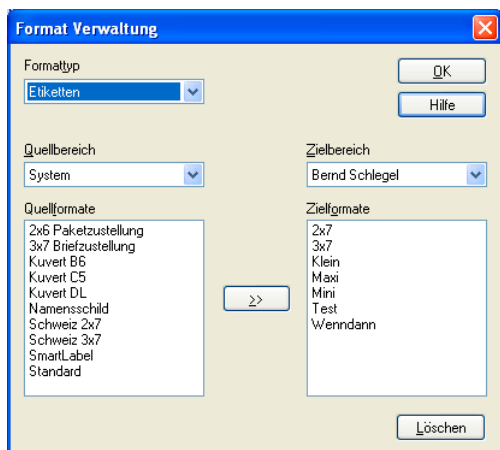 Format Verwaltung
Formattyp
Etiketten
OK
Hilfe
Quellbereich
System
Zielbereich
Bernd Schlegel
Quellformate
2x6 Paketzustellung
3x7 Briefzustellung
Kuvert B6
Kuvert C5
Kuvert DL
Namensschild
Schweiz 2x7
Schweiz 3x7
SmartLabel
Standard
>>
Zielformate
2x7
3x7
Klein
Maxi
Mini
Test
Wenndann
Löschen